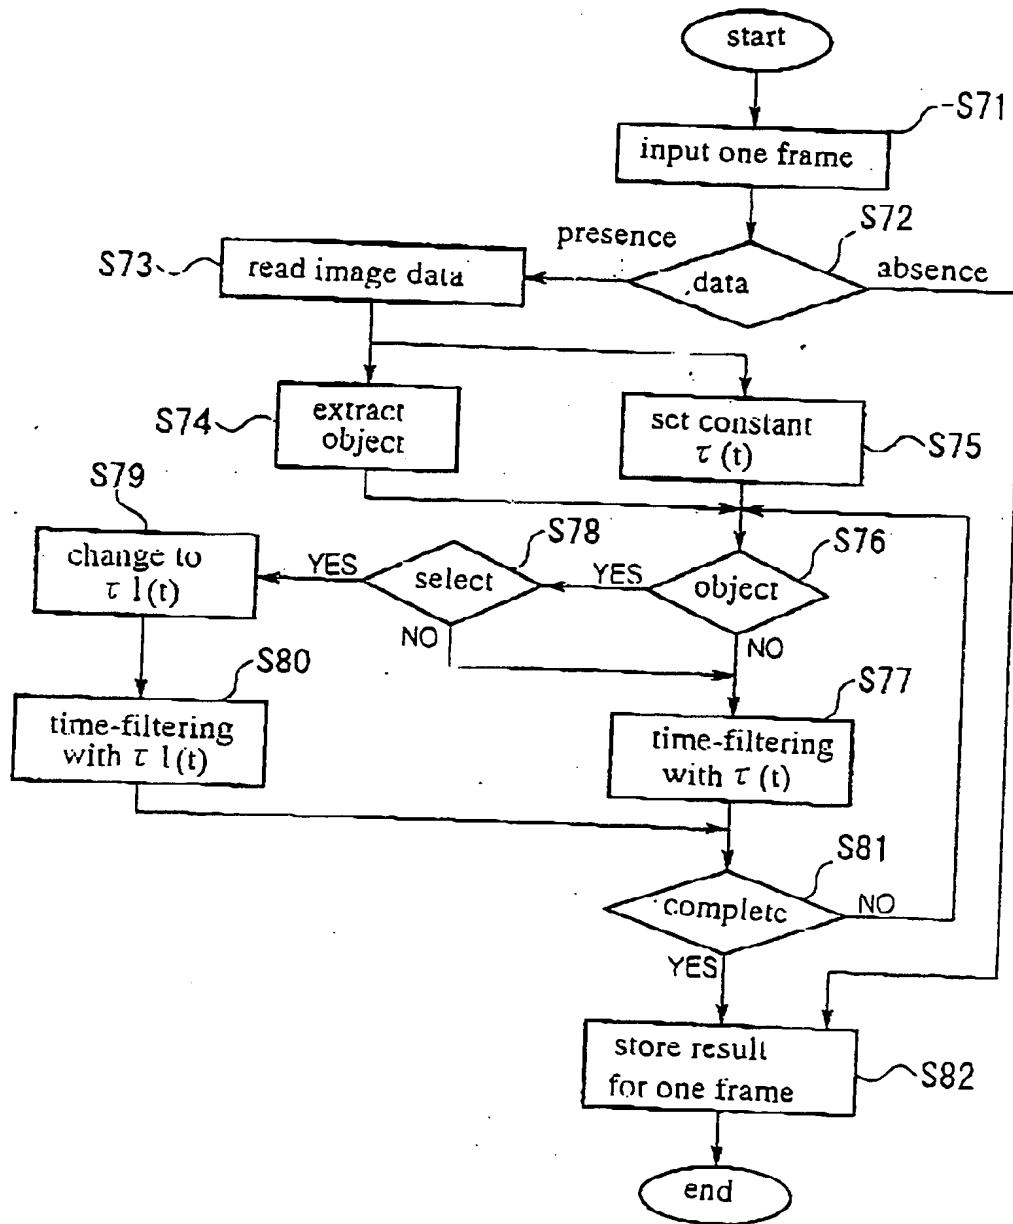 start
S71
input one frame
S72
presence
absence
data
S73
read image data
S74
extract
object
set constant
τ (t)
S75
S79
change to
τ 1(t)
S78
YES
select
NO
YES
S76
object
NO
S80
time-filtering
with τ 1(t)
S77
time-filtering
with τ (t)
S81
complete
NO
YES
store result
for one frame
S82
end